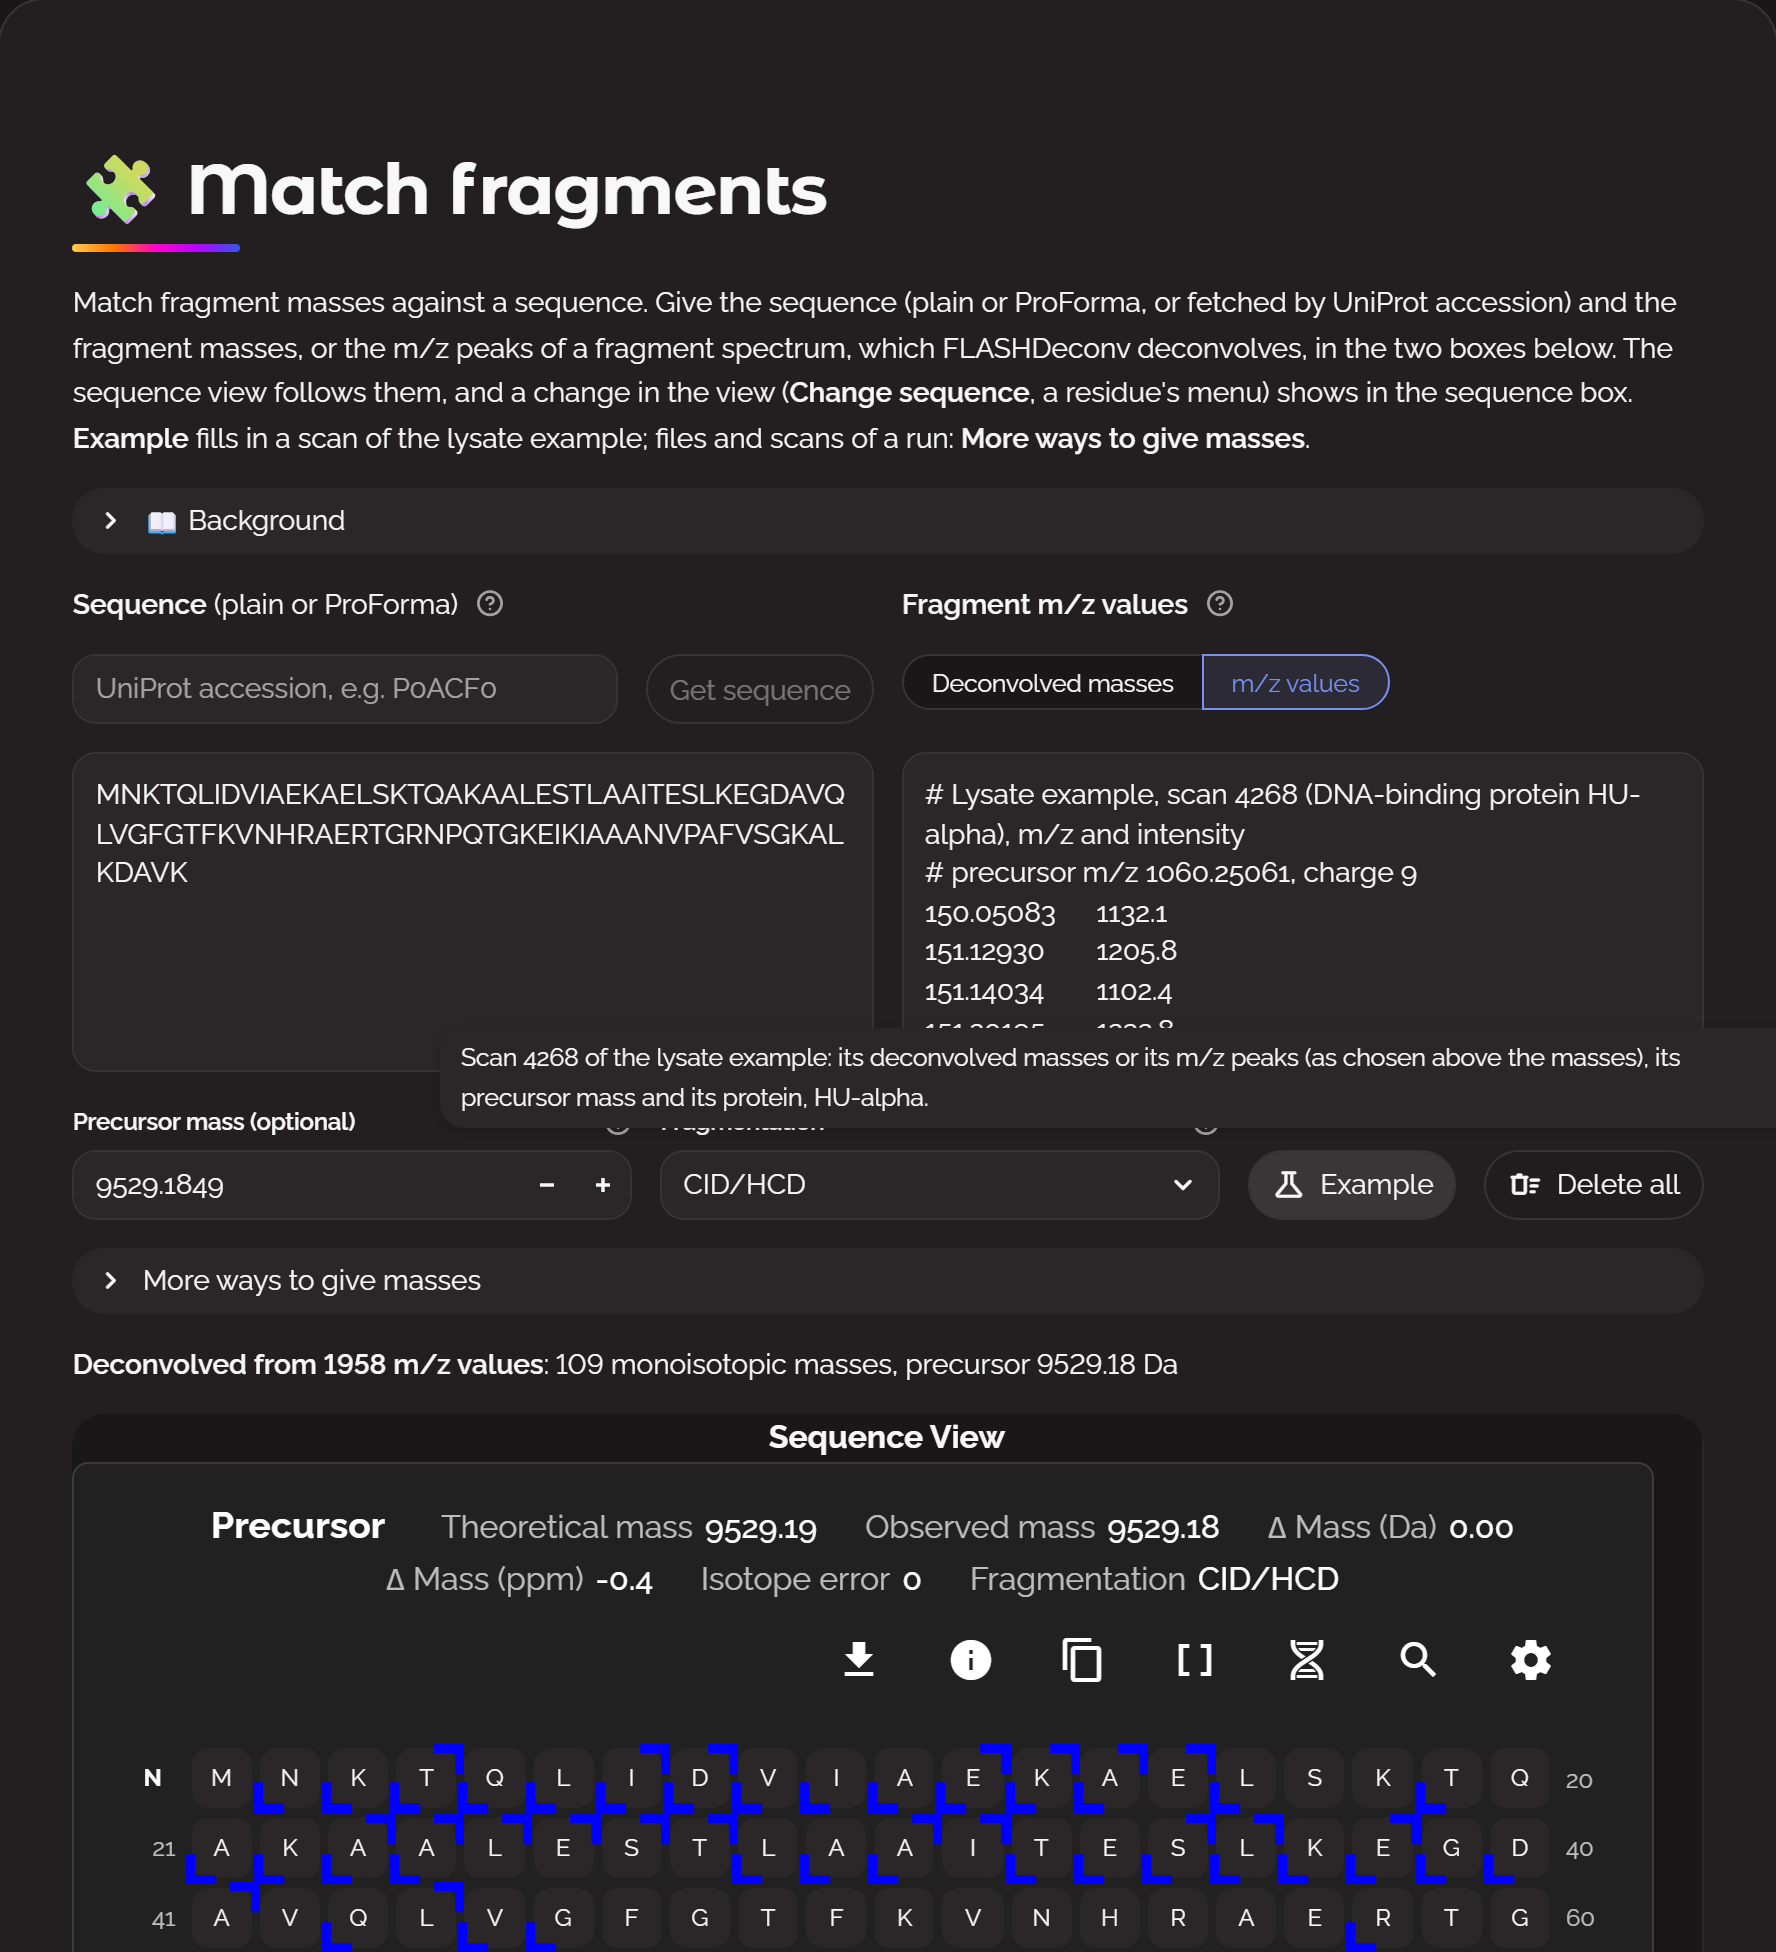 Match fragments
Match fragment masses against a sequence. Give the sequence (plain or ProForma, or fetched by UniProt accession) and the
fragment masses, or the m/z peaks of a fragment spectrum, which FLASHDeconv deconvolves, in the two boxes below. The
sequence view follows them, and a change in the view (Change sequence, a residue's menu) shows in the sequence box.
Example fills in a scan of the lysate example; files and scans of a run: More ways to give masses.
Background
Sequence (plain or ProForma)
Fragment m/z values
UniProt accession, e.g. P0ACF0
Get sequence
Deconvolved masses
m/z values
MNKTQLIDVIAEKAELSKTQAKAALESTLAAITESLKEGDAVQ
LVGFGTFKVNHRAERTGRNPQTGKEIKIAAANVPAFVSGKAL
KDAVK
# Lysate example, scan 4268 (DNA-binding protein HU-
alpha), m/z and intensity
# precursor m/z 1060.25061, charge 9
150.05083 1132.1
151.12930 1205.8
151.14034 1102.4
Scan 4268 of the lysate example: its deconvolved masses or its m/z peaks (as chosen above the masses), its
precursor mass and its protein, HU-alpha.
Precursor mass (optional)
9529.1849
CID/HCD
Example
Delete all
More ways to give masses
Deconvolved from 1958 m/z values: 109 monoisotopic masses, precursor 9529.18 Da
Sequence View
Precursor Theoretical mass 9529.19 Observed mass 9529.18 Δ Mass (Da) 0.00
Δ Mass (ppm) -0.4 Isotope error 0 Fragmentation CID/HCD
N M N K T Q L I D V I A E K A E L S K T Q 20
21 A K A A L E S T L A A I T E S L K E G D 40
41 A V Q L V G F G T F K V N H R A E R T G 60